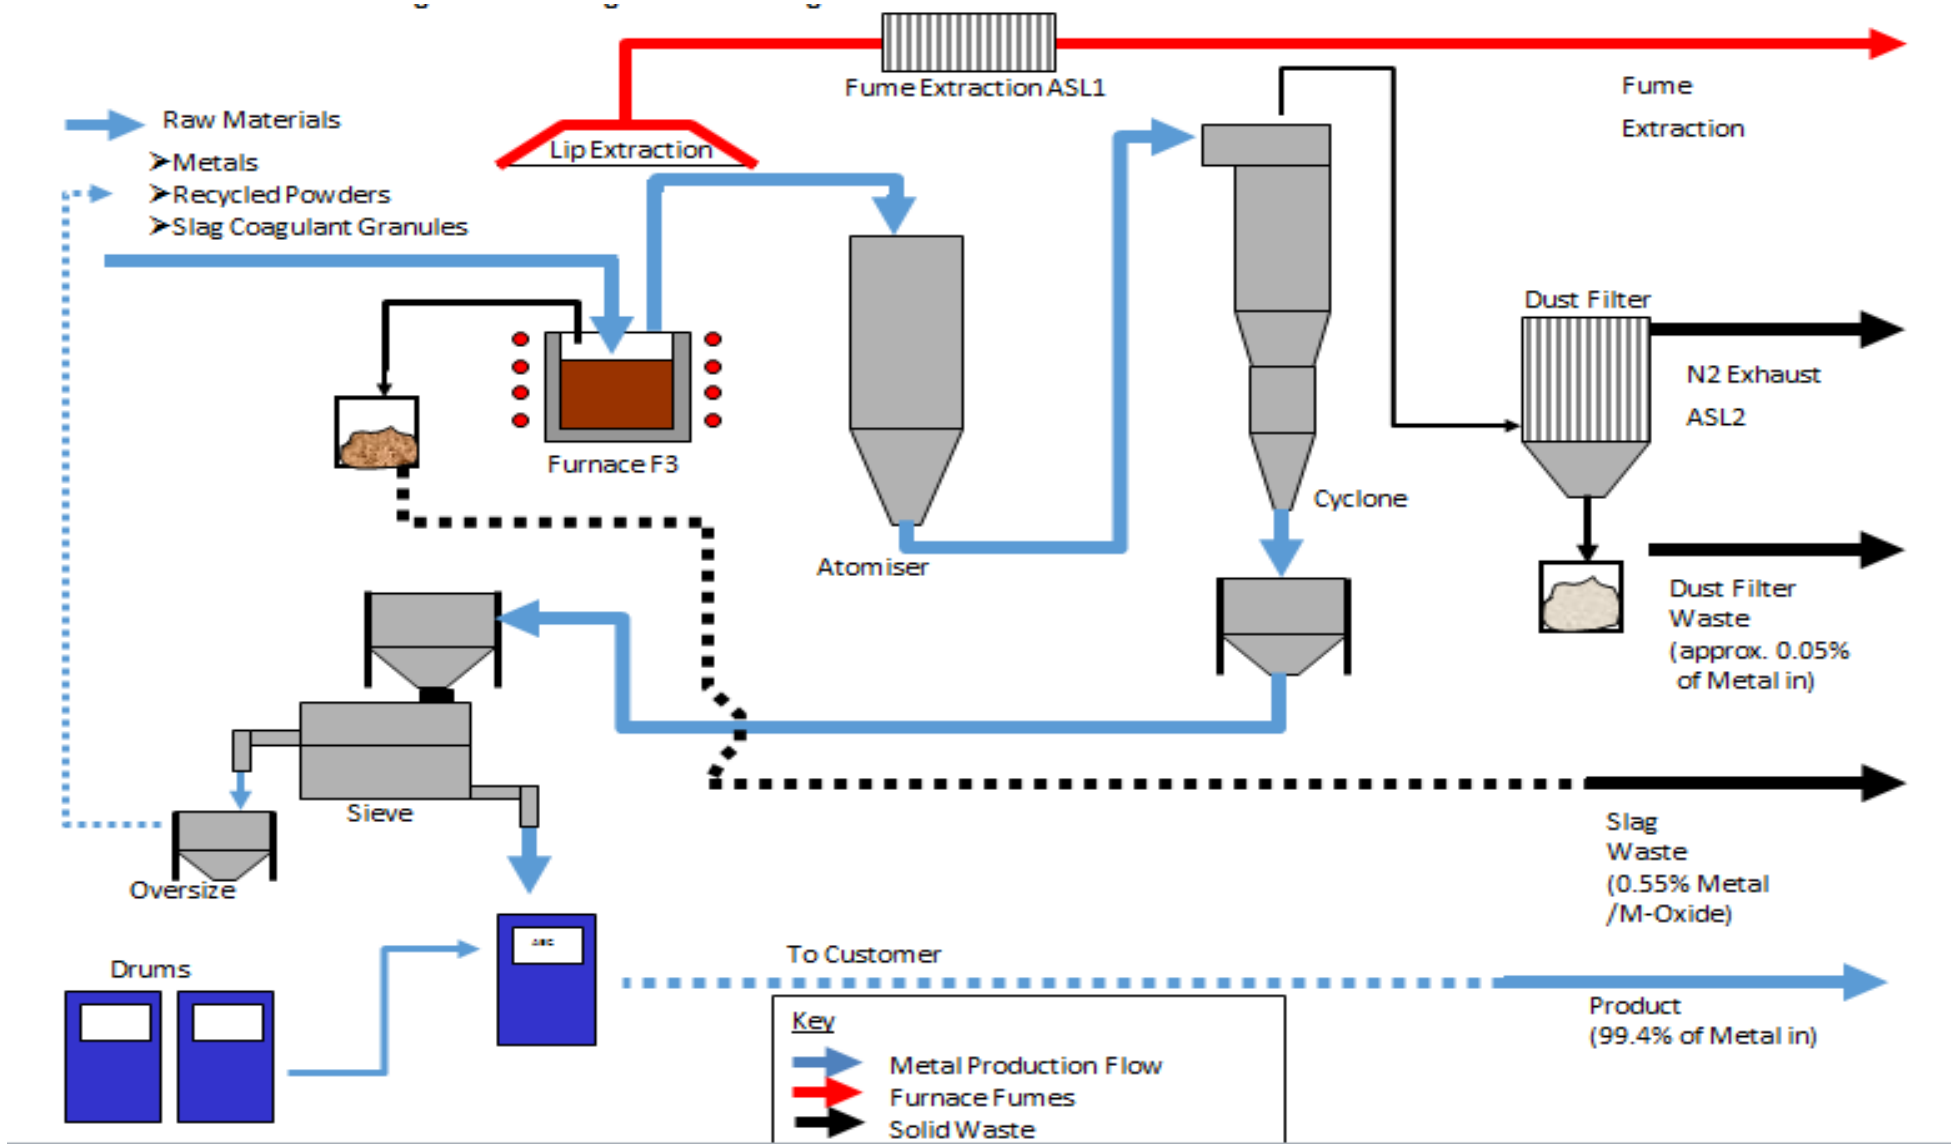 Fume Extraction ASL1
Fume
Extraction
Raw Materials
➢Metals
➢Recycled Powders
➢Slag Coagulant Granules
Lip Extraction
Dust Filter
N2 Exhaust
ASL2
Furnace F3
Cyclone
Atomiser
Dust Filter
Waste
(approx. 0.05%
of Metal in)
Sieve
Slag
Waste
(0.55% Metal
/M-Oxide)
Oversize
Drums
To Customer
Product
(99.4% of Metal in)
Key
Metal Production Flow
Furnace Fumes
Solid Waste